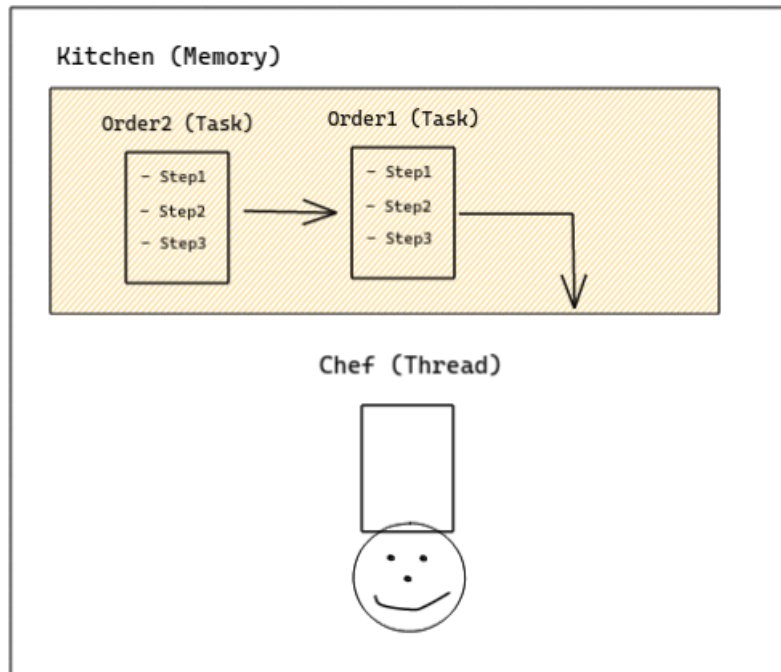 Kitchen (Memory)
Order2 (Task)
- Step1
- Step2
- Step3
Order1 (Task)
- Step1
- Step2
- Step3
Chef (Thread)